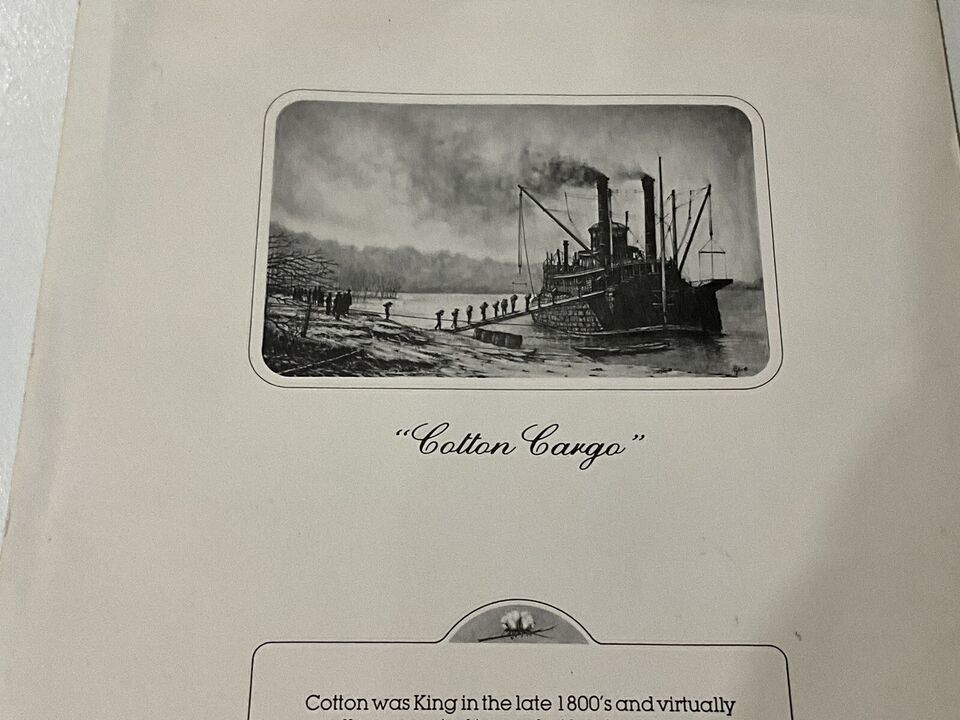 "Cotton Cargo"
Cotton was King in the late 1800's and virtually